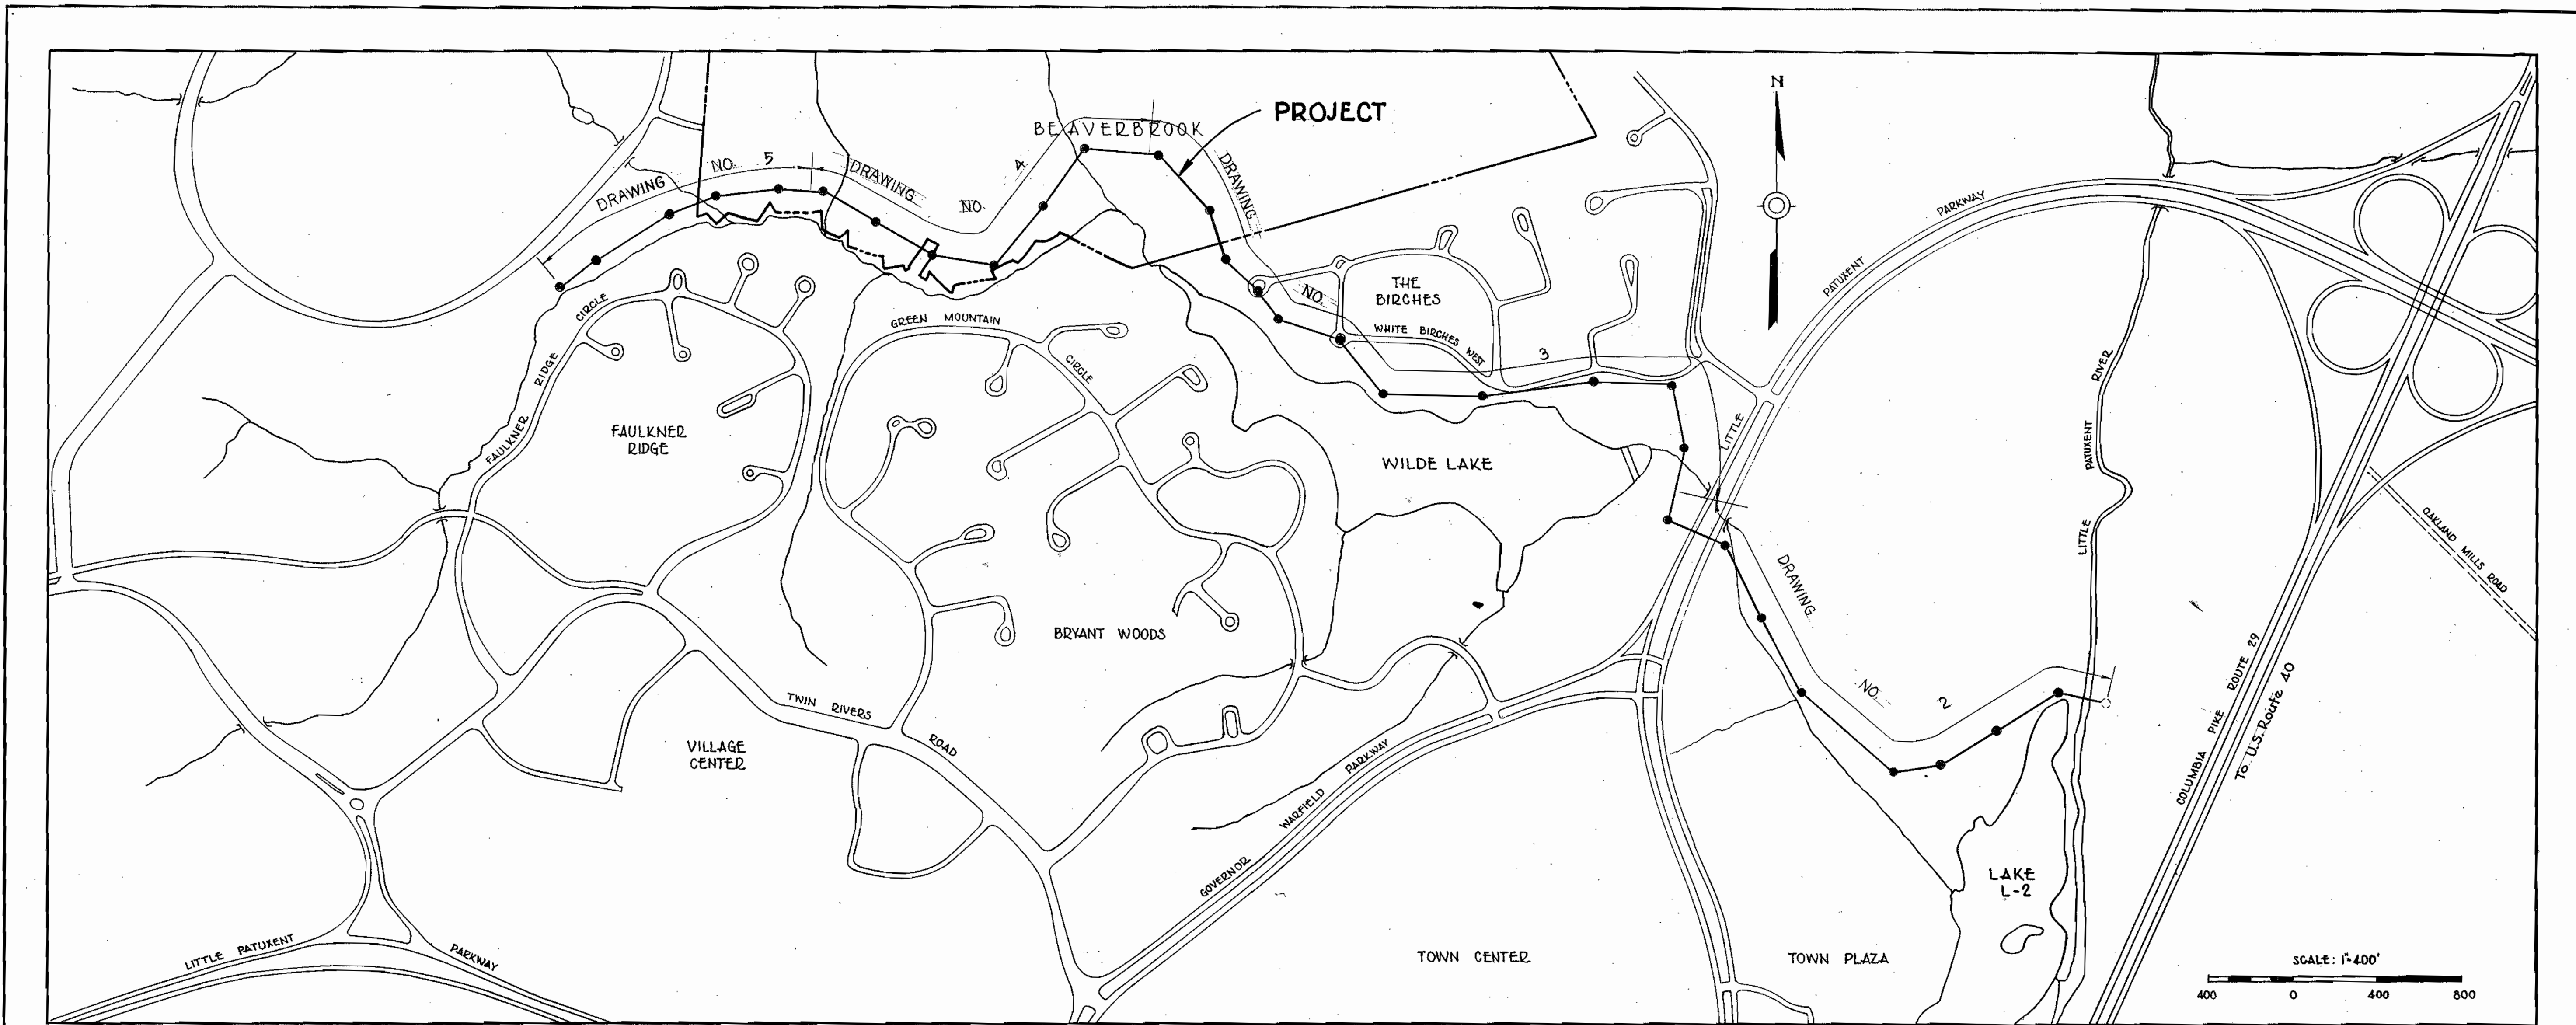 PROJECT
N
BEAVERBROOK
DRAWING NO. 5
DRAWING NO. 4
DRAWING NO. 3
THE
BIRCHES
WHITE BIRCHES WEST
LITTLE PATUXENT PARKWAY
LITTLE PATUXENT RIVER
FAULKNER RIDGE CIRCLE
GREEN MOUNTAIN CIRCLE
FAULKNER
RIDGE
WILDE LAKE
OAKLAND MILLS ROAD
DRAWING NO. 2
BRYANT WOODS
TWIN RIVERS ROAD
VILLAGE
CENTER
GOVERNOR WARFIELD PARKWAY
COLUMBIA PIKE ROUTE 29
To U.S. Route 40
LAKE
L-2
LITTLE PATUXENT PARKWAY
TOWN CENTER
TOWN PLAZA
SCALE: 1"=400'
400 0 400 800